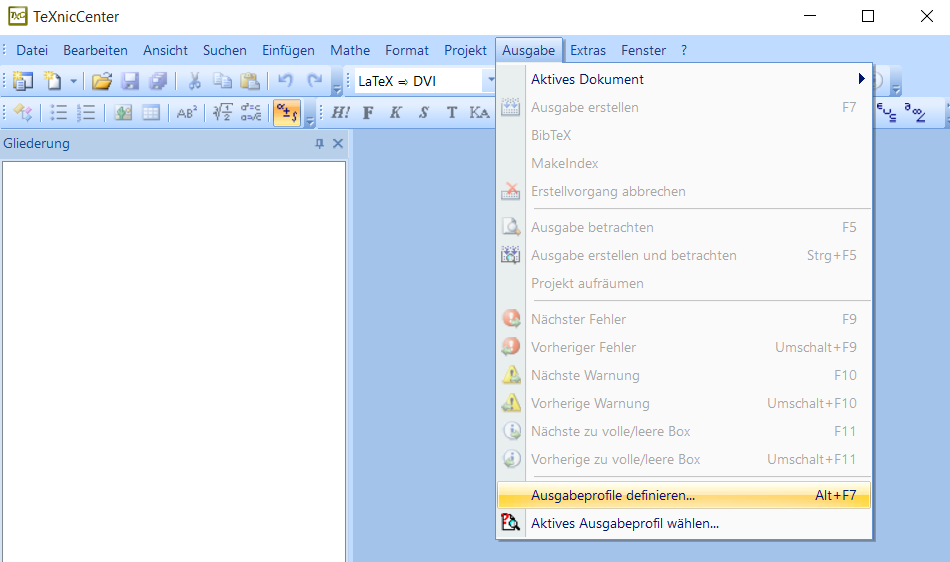 TeXnicCenter
Datei Bearbeiten Ansicht Suchen Einfügen Mathe Format Projekt Ausgabe Extras Fenster ?
LaTeX ⇨ DVI
AB² H! F K S T KA
Gliederung
Aktives Dokument
Ausgabe erstellen F7
BibTeX
MakeIndex
Erstellvorgang abbrechen
Ausgabe betrachten F5
Ausgabe erstellen und betrachten Strg+F5
Projekt aufräumen
Nächster Fehler F9
Vorheriger Fehler Umschalt+F9
Nächste Warnung F10
Vorherige Warnung Umschalt+F10
Nächste zu volle/leere Box F11
Vorherige zu volle/leere Box Umschalt+F11
Ausgabeprofile definieren... Alt+F7
Aktives Ausgabeprofil wählen...